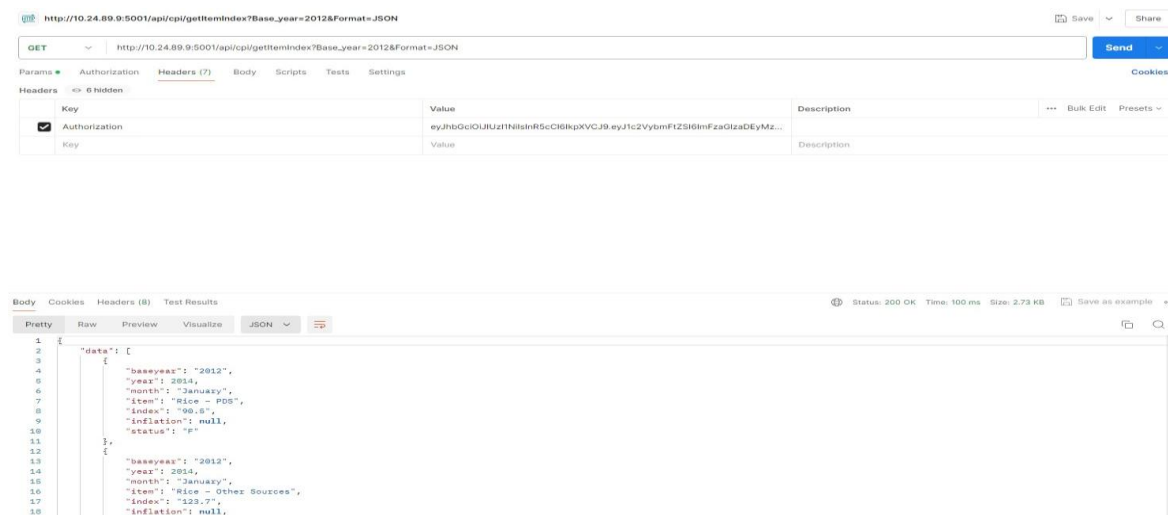 http://10.24.89.9:5001/api/cpi/getItemIndex?Base_year=2012&Format=JSON Save Share
GET http://10.24.89.9:5001/api/cpi/getItemIndex?Base_year=2012&Format=JSON Send
Params Authorization Headers (7) Body Scripts Tests Settings Cookies
Headers 6 hidden
Key Value Description Bulk Edit Presets
Authorization
Key Value Description
Body Cookies Headers (8) Test Results Status: 200 OK Time: 100 ms Size: 2.73 KB Save as example
Pretty Raw Preview Visualize JSON
1 {
2 "data": [
3 {
4 "baseyear": "2012",
5 "year": 2014,
6 "month": "January",
7 "item": "Rice – PDS",
8 "index":
9 "inflation": null,
10 "status": "F"
11 },
12 {
13 "baseyear": "2012",
14 "year": 2014,
15 "month": "January",
16 "item": "Rice – Other Sources",
17 "index": "123.7",
18 "inflation": null,